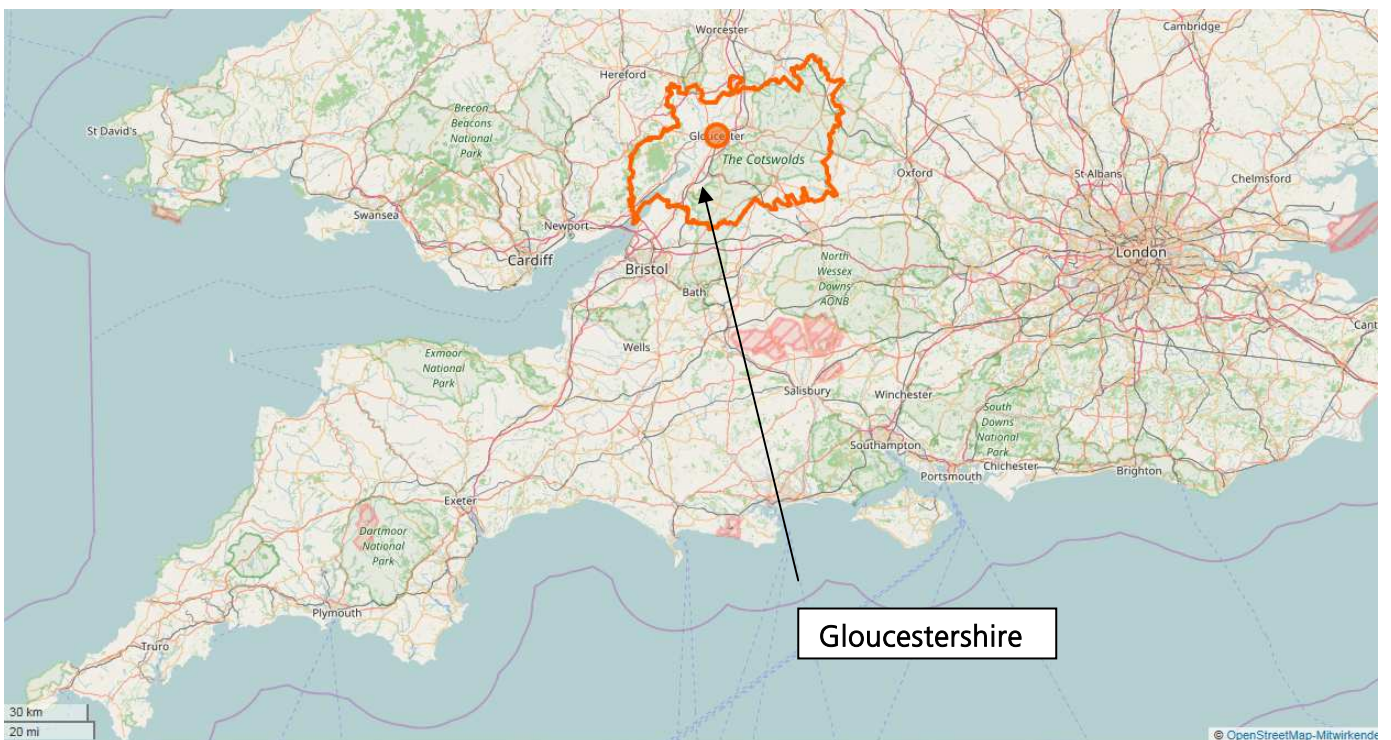 Worcester
Cambridge
Hereford
Brecon
Beacons
National
Park
St David's
Gloucester
The Cotswolds
Oxford
St Albans
Chelmsford
Swansea
Newport
Cardiff
Bristol
London
Bath
North
Wessex
Downs
AONB
Cant
Wells
Exmoor
National
Park
Salisbury
Winchester
South
Downs
National
Park
Southampton
Portsmouth
Chichester
Brighton
Exeter
Dartmoor
National
Park
Plymouth
Truro
Gloucestershire
30 km
20 mi
© OpenStreetMap-Mitwirkende